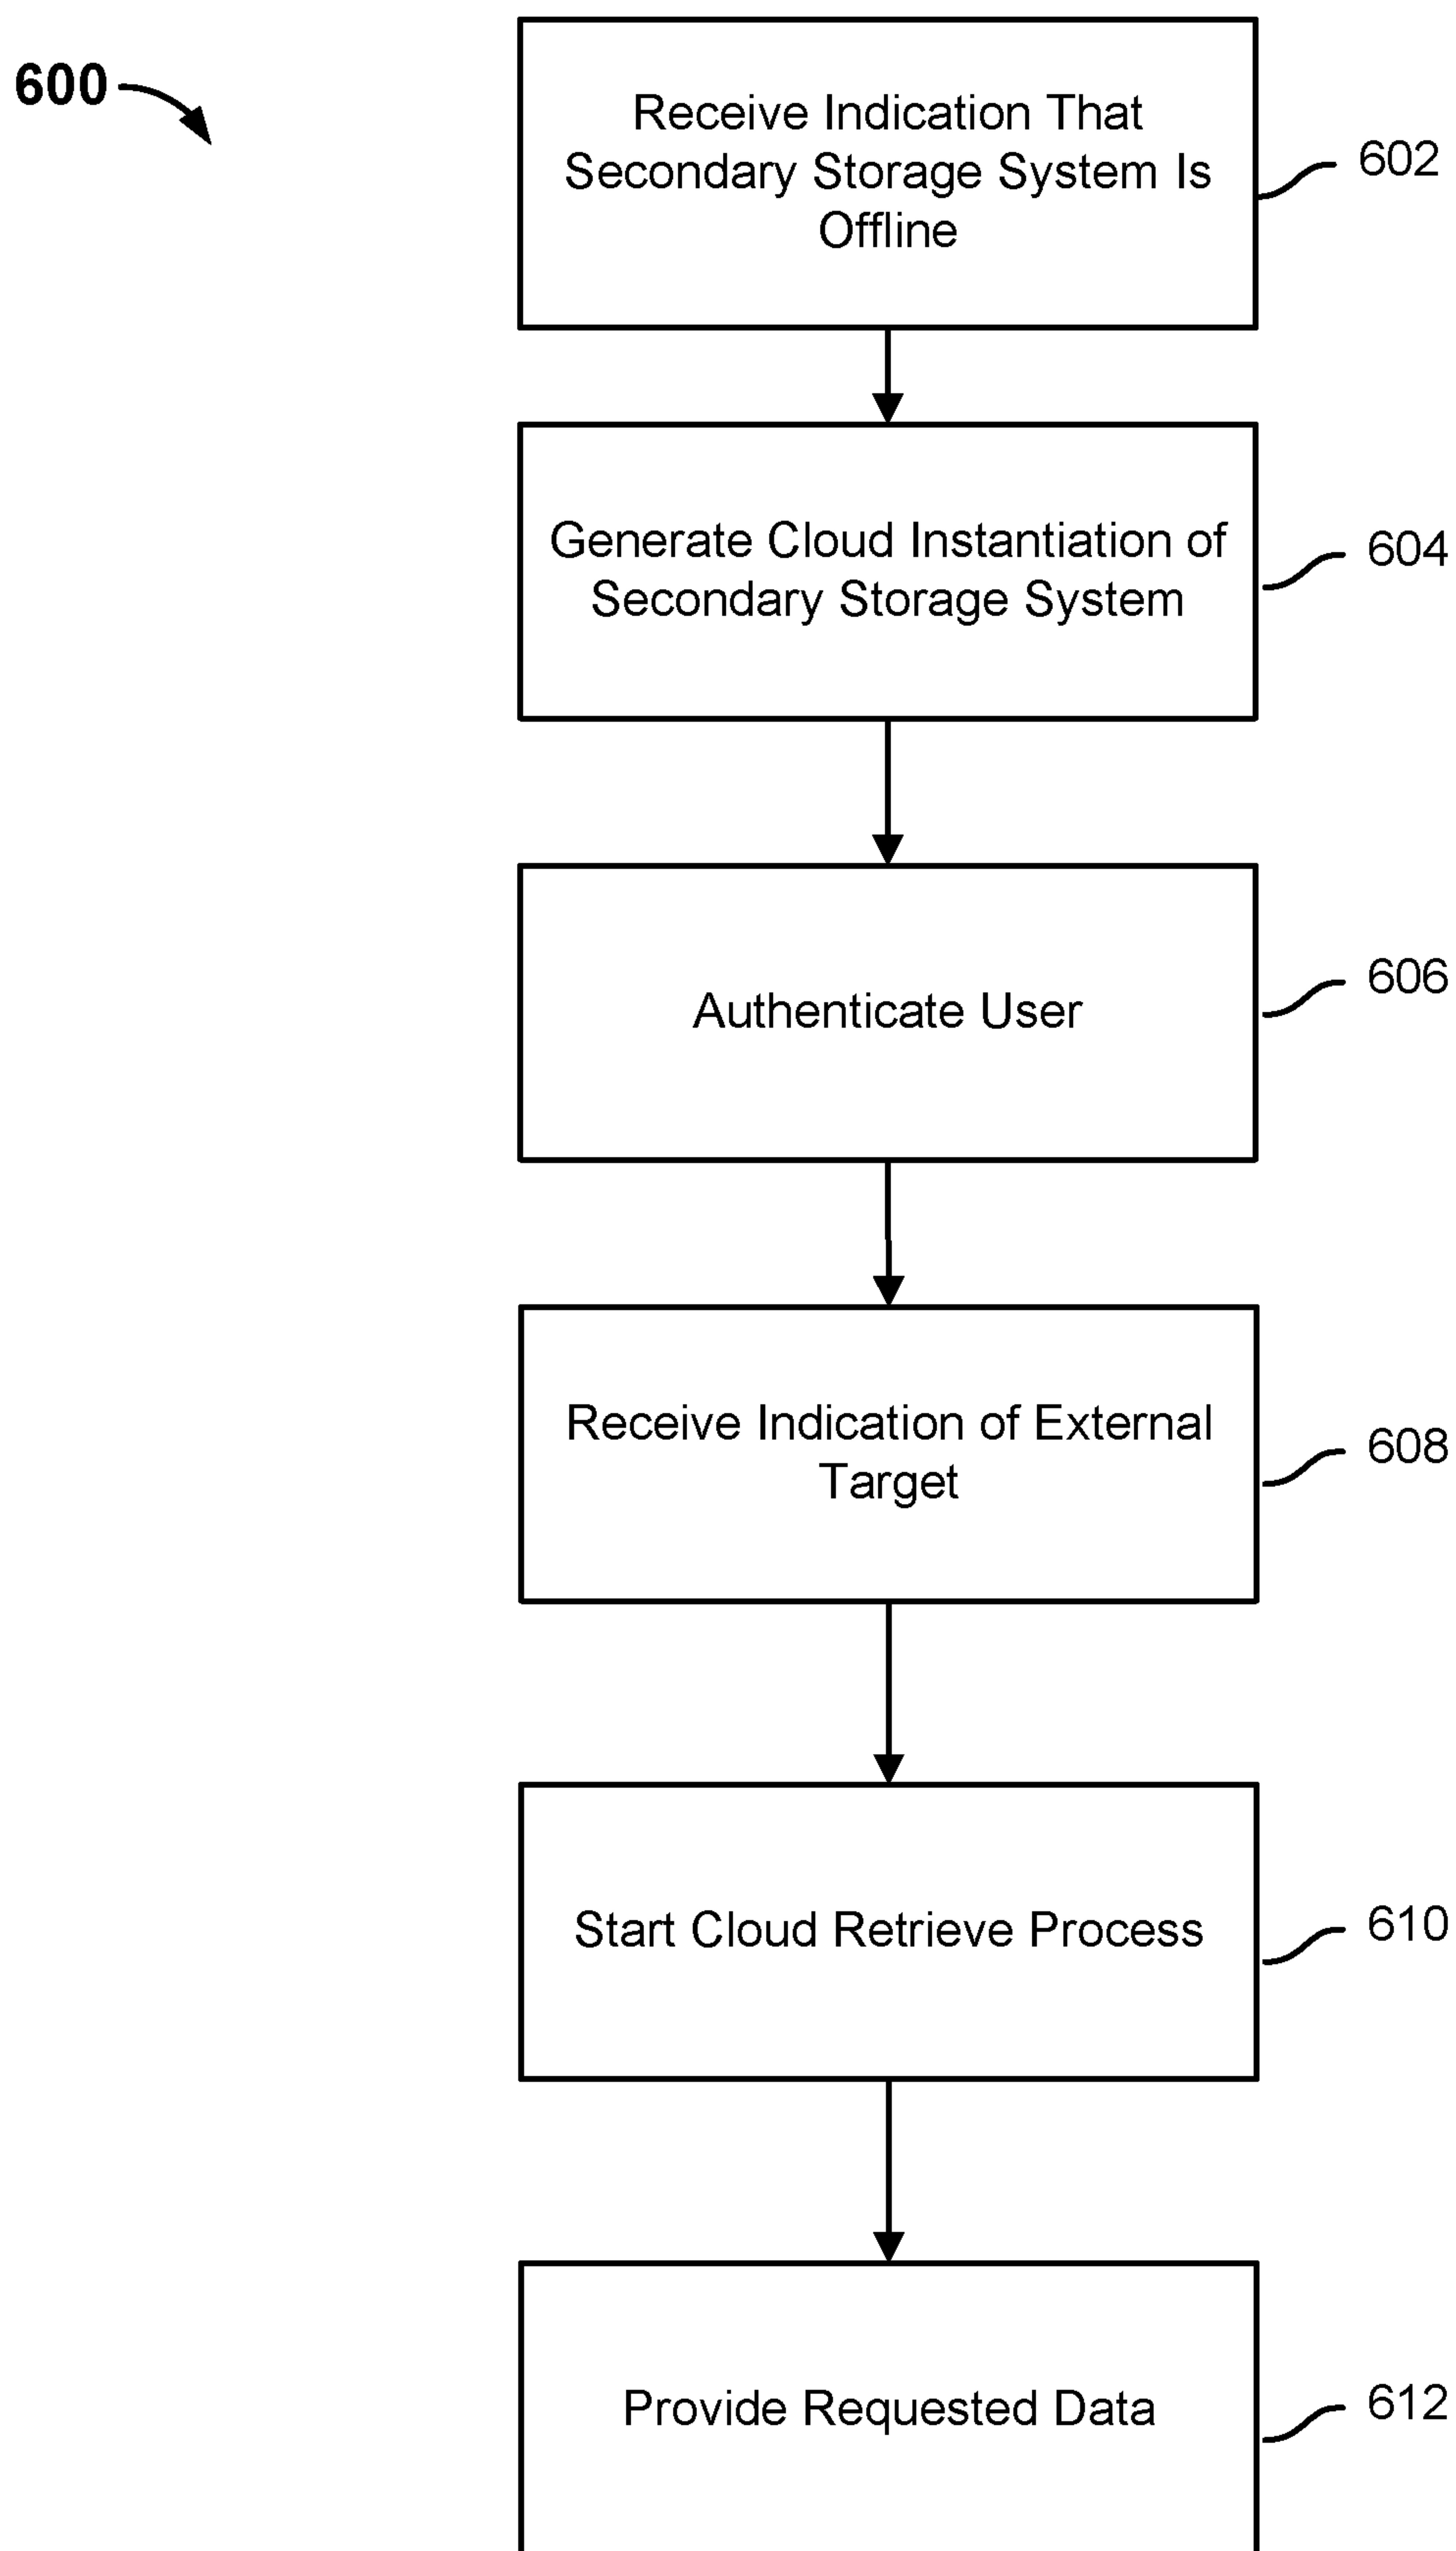 600
Receive Indication That
Secondary Storage System Is
Offline
602
Generate Cloud Instantiation of
Secondary Storage System
604
Authenticate User
606
Receive Indication of External
Target
608
Start Cloud Retrieve Process
610
Provide Requested Data
612